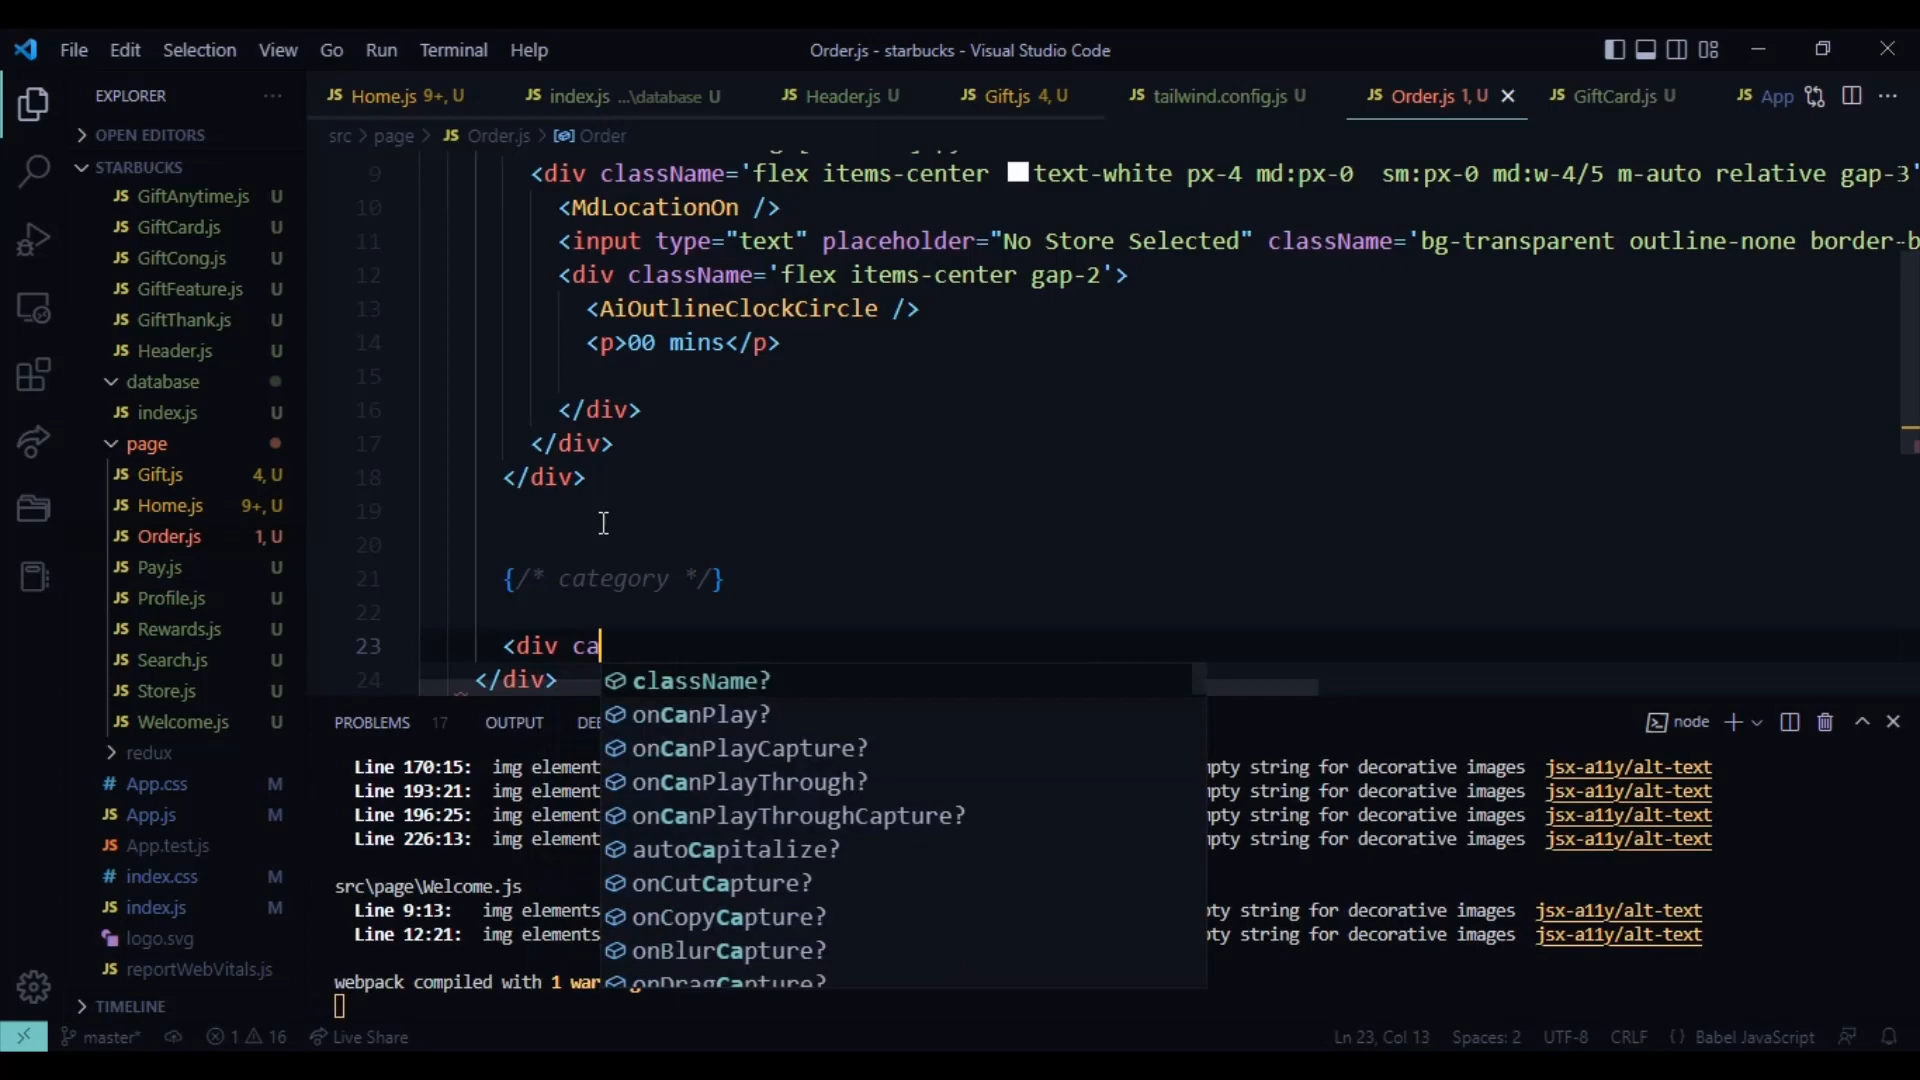 File Edit Selection View Go Run Terminal Help
Order.js - starbucks - Visual Studio Code
EXPLORER
OPEN EDITORS
STARBUCKS
JS GiftAnytime.js U
JS GiftCard.js U
JS GiftCong.js U
JS GiftFeature.js U
JS GiftThank.js U
JS Header.js U
database
JS index.js U
page
JS Gift.js 4, U
JS Home.js 9+, U
JS Order.js 1, U
JS Pay.js U
JS Profile.js U
JS Rewards.js U
JS Search.js U
JS Store.js U
JS Welcome.js U
redux
# App.css M
JS App.js M
JS App.test.js
# index.css M
JS index.js M
logo.svg
JS reportWebVitals.js
TIMELINE
JS Home.js 9+, U JS index.js ...\database U JS Header.js U JS Gift.js 4, U JS tailwind.config.js U JS Order.js 1, U JS GiftCard.js U JS App
src > page > JS Order.js > Order
9 <div className='flex items-center text-white px-4 md:px-0 sm:px-0 md:w-4/5 m-auto relative gap-3'
10 <MdLocationOn />
11 <input type="text" placeholder="No Store Selected" className='bg-transparent outline-none border-b
12 <div className='flex items-center gap-2'>
13 <AiOutlineClockCircle />
14 <p>00 mins</p>
15
16 </div>
17 </div>
18 </div>
19
20
21 {/* category */}
22
23 <div ca
24 </div>
className?
onCanPlay?
onCanPlayCapture?
onCanPlayThrough?
onCanPlayThroughCapture?
autoCapitalize?
onCutCapture?
onCopyCapture?
onBlurCapture?
onDragCapture?
PROBLEMS 17 OUTPUT DE
node
Line 170:15: img element pty string for decorative images jsx-a11y/alt-text
Line 193:21: img element pty string for decorative images jsx-a11y/alt-text
Line 196:25: img element pty string for decorative images jsx-a11y/alt-text
Line 226:13: img element pty string for decorative images jsx-a11y/alt-text
src\page\Welcome.js
Line 9:13: img elements ty string for decorative images jsx-a11y/alt-text
Line 12:21: img elements ty string for decorative images jsx-a11y/alt-text
webpack compiled with 1 war
master* 1 16 Live Share
Ln 23, Col 13 Spaces: 2 UTF-8 CRLF {} Babel JavaScript